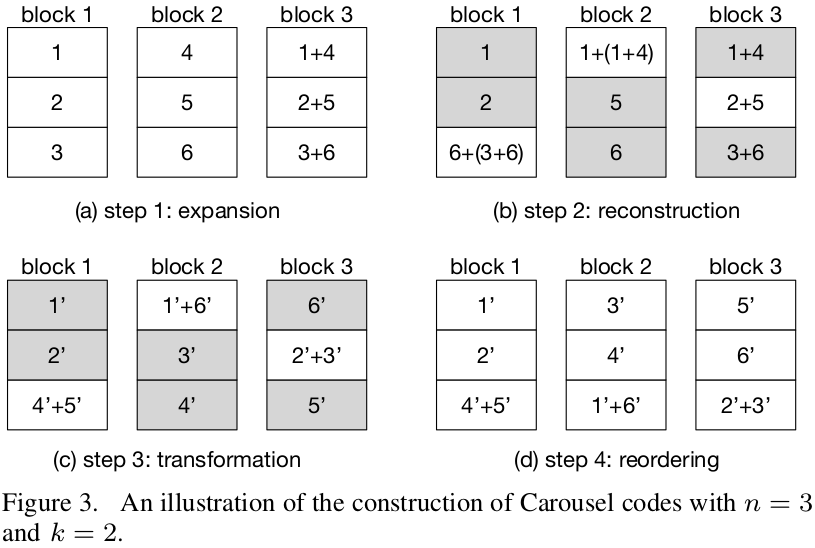 block 1 block 2 block 3 block 1 block 2 block 3
1 4 1+4 1 1+(1+4) 1+4
2 5 2+5 2 5 2+5
3 6 3+6 6+(3+6) 6 3+6
(a) step 1: expansion (b) step 2: reconstruction
block 1 block 2 block 3 block 1 block 2 block 3
1’ 1’+6’ 6’ 1’ 3’ 5’
2’ 3’ 2’+3’ 2’ 4’ 6’
4’+5’ 4’ 5’ 4’+5’ 1’+6’ 2’+3’
(c) step 3: transformation (d) step 4: reordering
Figure 3. An illustration of the construction of Carousel codes with n = 3
and k = 2.